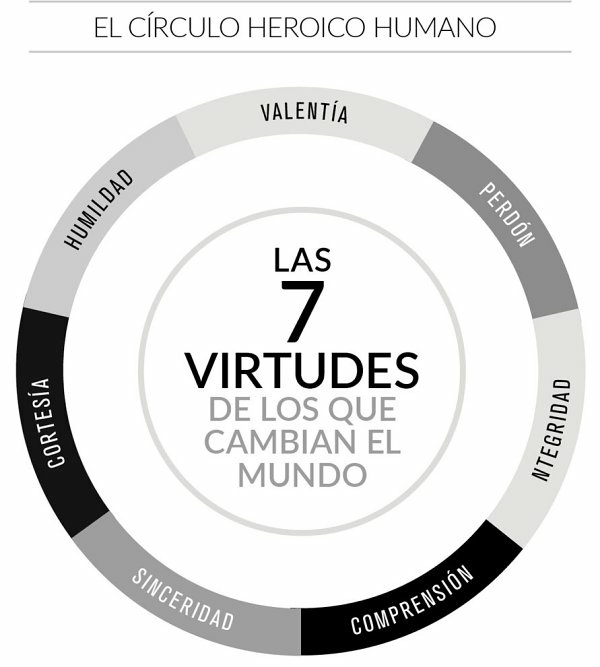 EL CÍRCULO HEROICO HUMANO
VALENTÍA
PERDÓN
NTEGRIDAD
COMPRENSIÓN
SINCERIDAD
CORTESÍA
HUMILDAD
LAS
7
VIRTUDES
DE LOS QUE
CAMBIAN EL
MUNDO